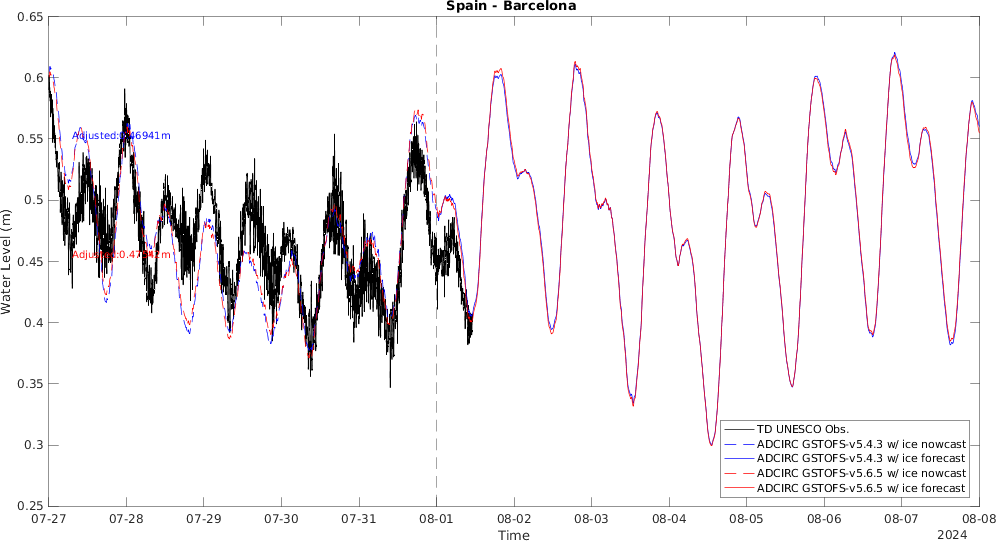 Spain - Barcelona
Water Level (m)
0.65
0.6
0.55
0.5
0.45
0.4
0.35
0.3
0.25
TD UNESCO Obs.
ADCIRC GSTOFS-v5.4.3 w/ ice nowcast
ADCIRC GSTOFS-v5.4.3 w/ ice forecast
ADCIRC GSTOFS-v5.6.5 w/ ice nowcast
ADCIRC GSTOFS-v5.6.5 w/ ice forecast
07-27 07-28 07-29 07-30 07-31 08-01 08-02 08-03 08-04 08-05 08-06 08-07 08-08
Time
2024